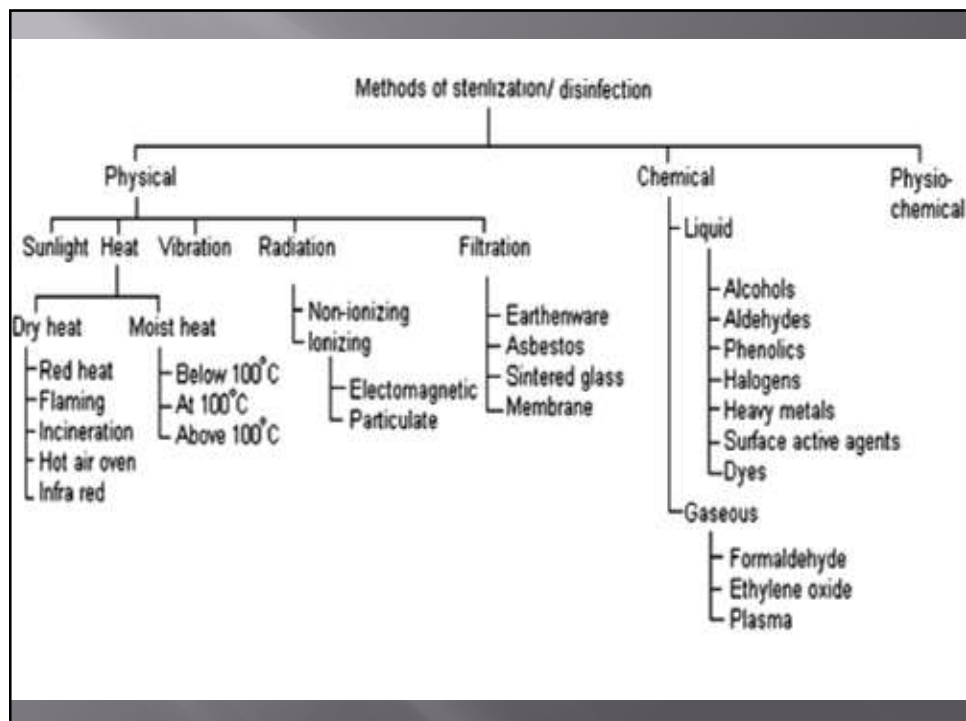 Methods of sterilization/ disinfection
Physical
Chemical
Physio-
chemical
Sunlight Heat Vibration Radiation Filtration
Liquid
Dry heat
Moist heat
Red heat
Flaming
Incineration
Hot air oven
Infra red
Below 100°C
At 100°C
Above 100°C
Non-ionizing
Ionizing
Electomagnetic
Particulate
Earthenware
Asbestos
Sintered glass
Membrane
Alcohols
Aldehydes
Phenolics
Halogens
Heavy metals
Surface active agents
Dyes
Gaseous
Formaldehyde
Ethylene oxide
Plasma